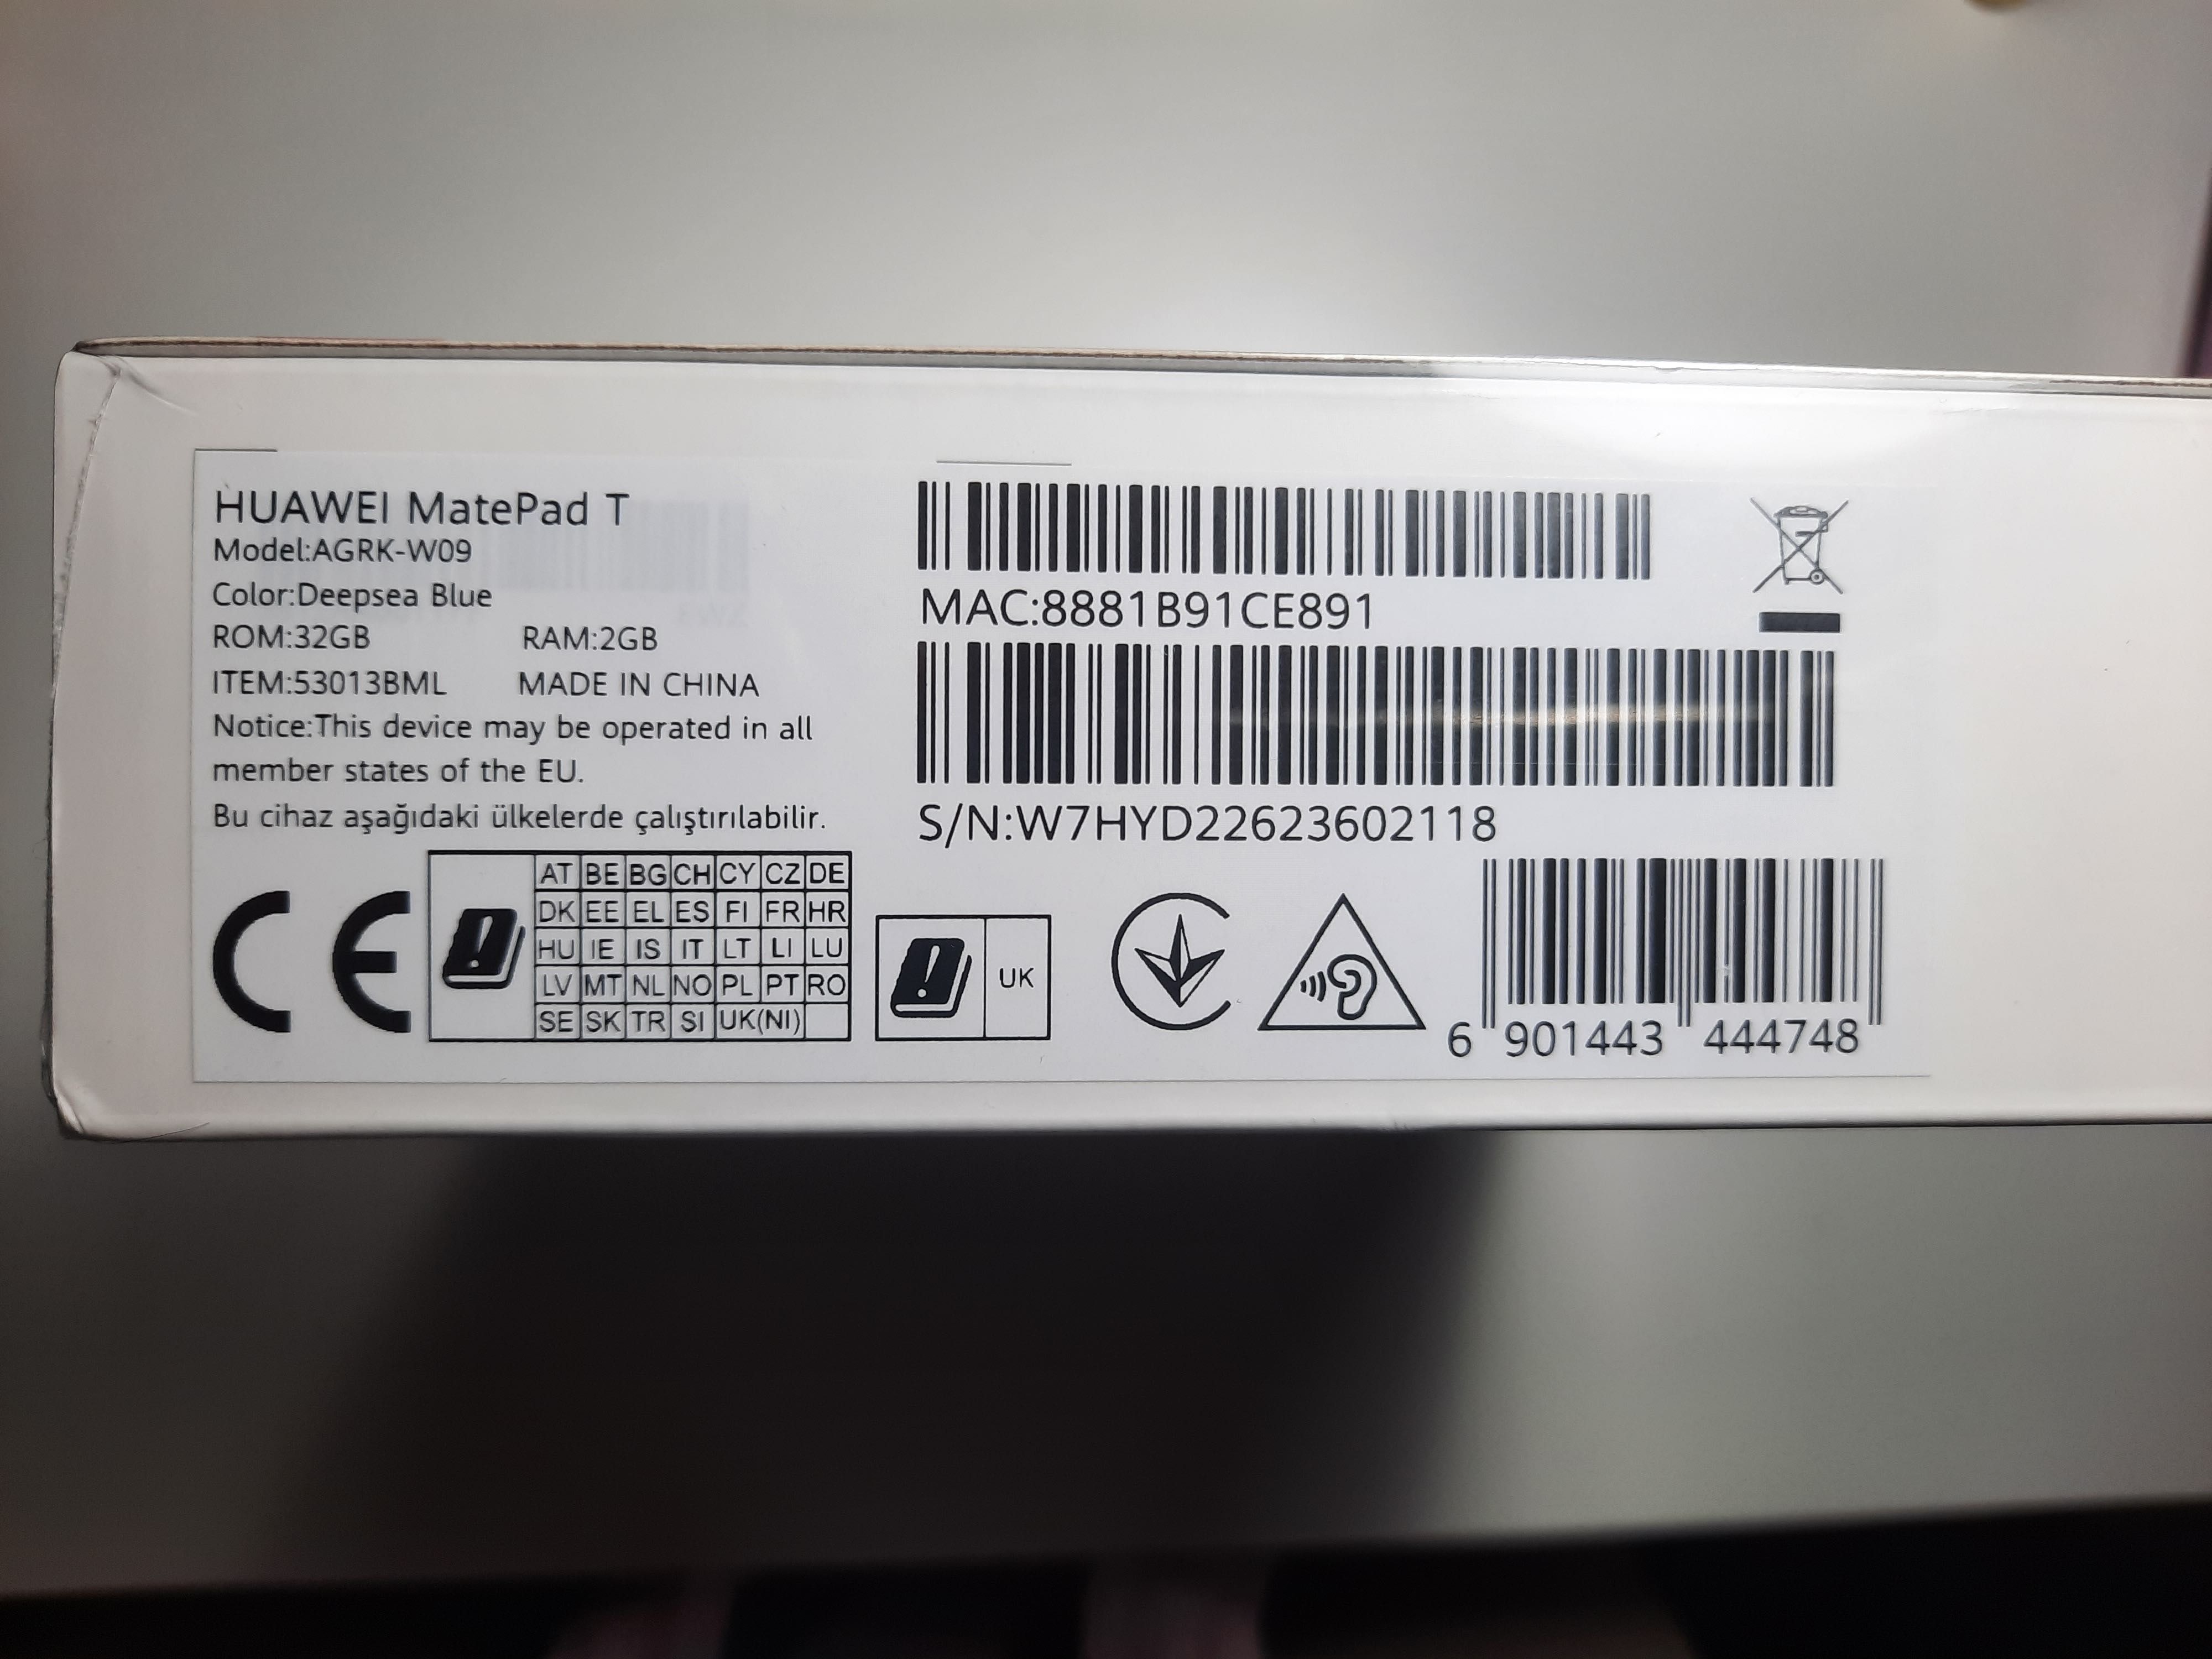 HUAWEI MatePad T
Model:AGRK-W09
Color:Deepsea Blue
ROM:32GB RAM:2GB
ITEM:53013BML MADE IN CHINA
Notice:This device may be operated in all
member states of the EU.
Bu cihaz aşağıdaki ülkelerde çalıştırılabilir.
CE
AT BE BG CH CY CZ DE
DK EE EL ES FI FR HR
HU IE IS IT LT LI LU
LV MT NL NO PL PT RO
SE SK TR SI UK(NI)
UK
MAC:8881B91CE891
S/N:W7HYD22623602118
6 901443 444748